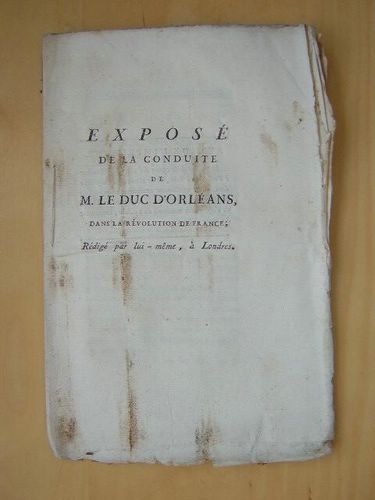 EXPOSÉ
DE LA CONDUITE
DE
M. LE DUC D'ORLÉANS,
DANS LA RÉVOLUTION DE FRANCE;
Rédigé par lui-même, à Londres.